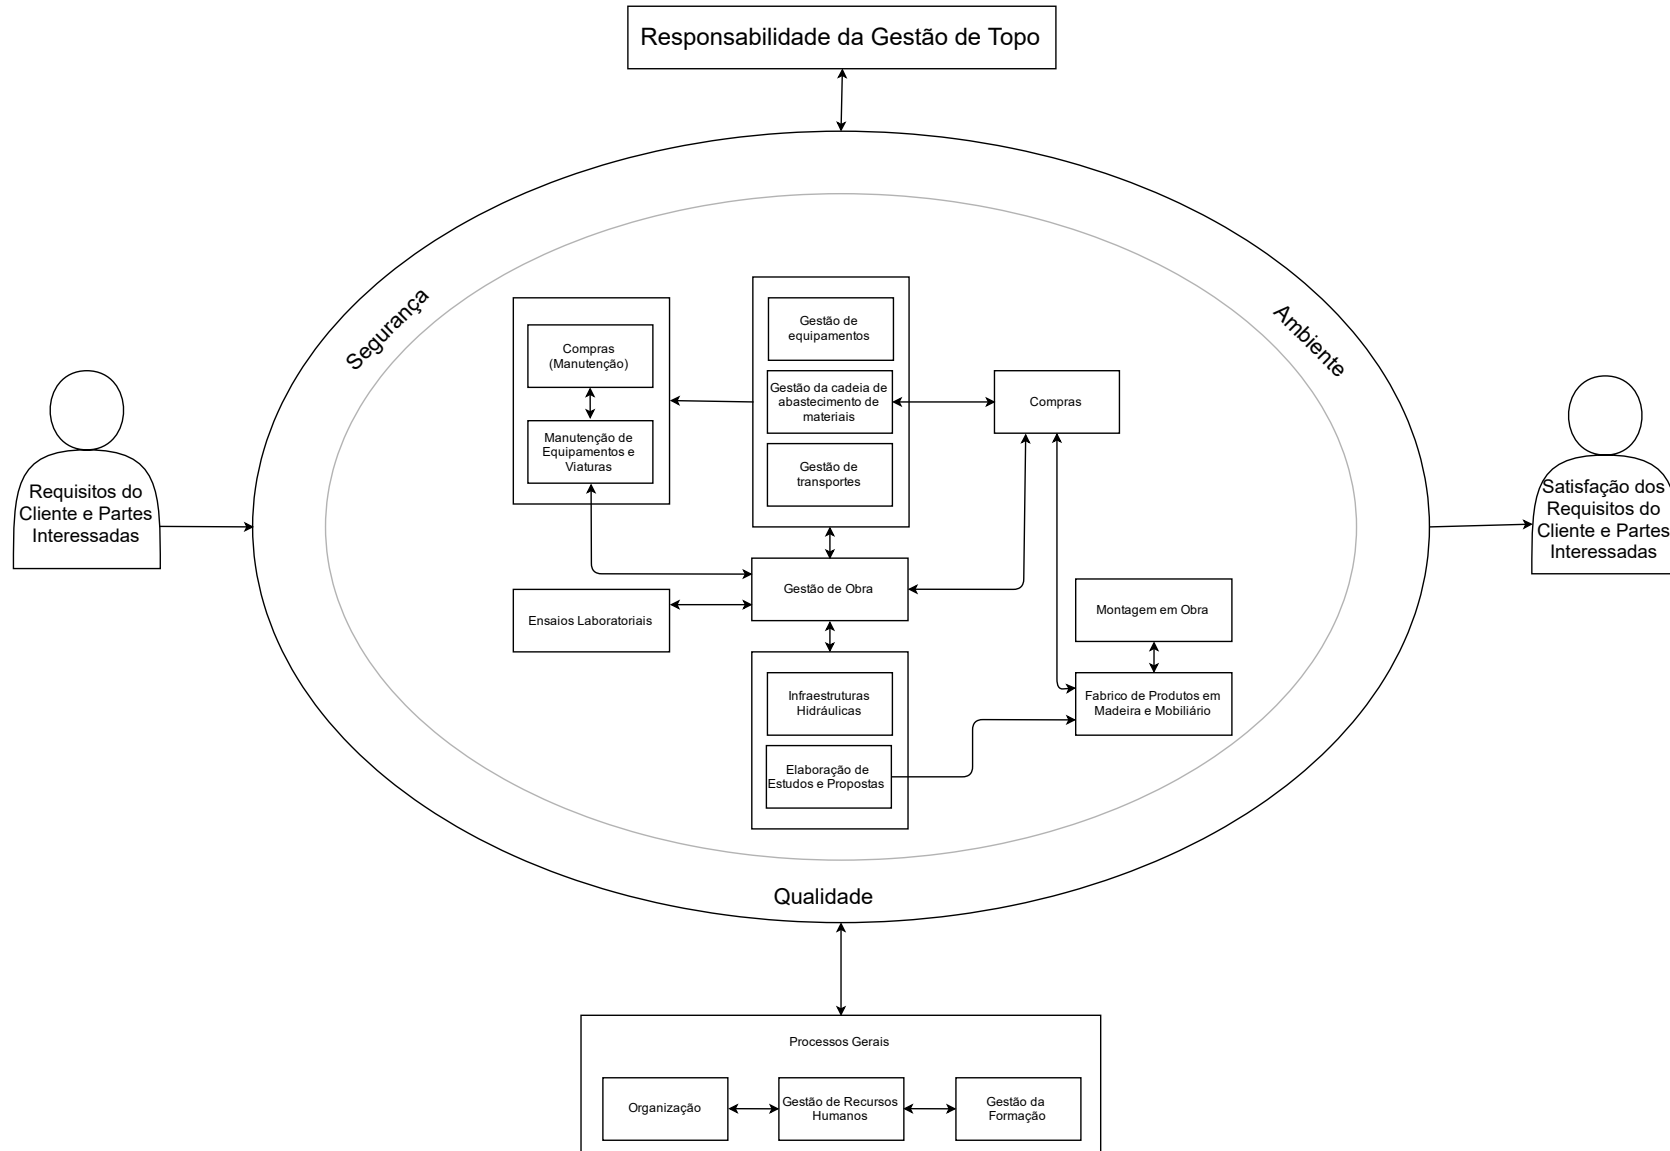 Responsabilidade da Gestão de Topo
Segurança
Ambiente
Gestão de
equipamentos
Compras
(Manutenção)
Gestão da cadeia de
abastecimento de
materiais
Compras
Manutenção de
Equipamentos e
Viaturas
Gestão de
transportes
Requisitos do
Cliente e Partes
Interessadas
Satisfação dos
Requisitos do
Cliente e Partes
Interessadas
Gestão de Obra
Ensaios Laboratoriais
Montagem em Obra
Infraestruturas
Hidráulicas
Fabrico de Produtos em
Madeira e Mobiliário
Elaboração de
Estudos e Propostas
Qualidade
Processos Gerais
Organização
Gestão de Recursos
Humanos
Gestão da
Formação